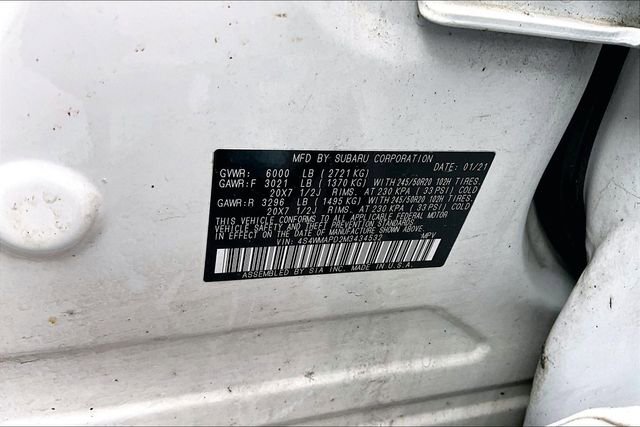 MFD BY SUBARU CORPORATION
DATE: 01/21
GVWR: 6000 LB (2721 KG)
GAWR:F 3021 LB (1370 KG) WITH 245/50R20 102H TIRES.
20X7 1/2J RIMS. AT 230 KPA (33 PSI) COLD
GAWR:R 3296 LB (1495 KG) WITH 245/50R20 102H TIRES.
20X7 1/2J RIMS. AT 230 KPA (33 PSI) COLD
THIS VEHICLE CONFORMS TO ALL APPLICABLE FEDERAL MOTOR
VEHICLE SAFETY AND THEFT PREVENTION STANDARDS
IN EFFECT ON THE DATE OF MANUFACTURE SHOWN ABOVE.
VIN: 4S4WMAPD2M3434532 MPV
ASSEMBLED BY SIA INC. MADE IN U.S.A.